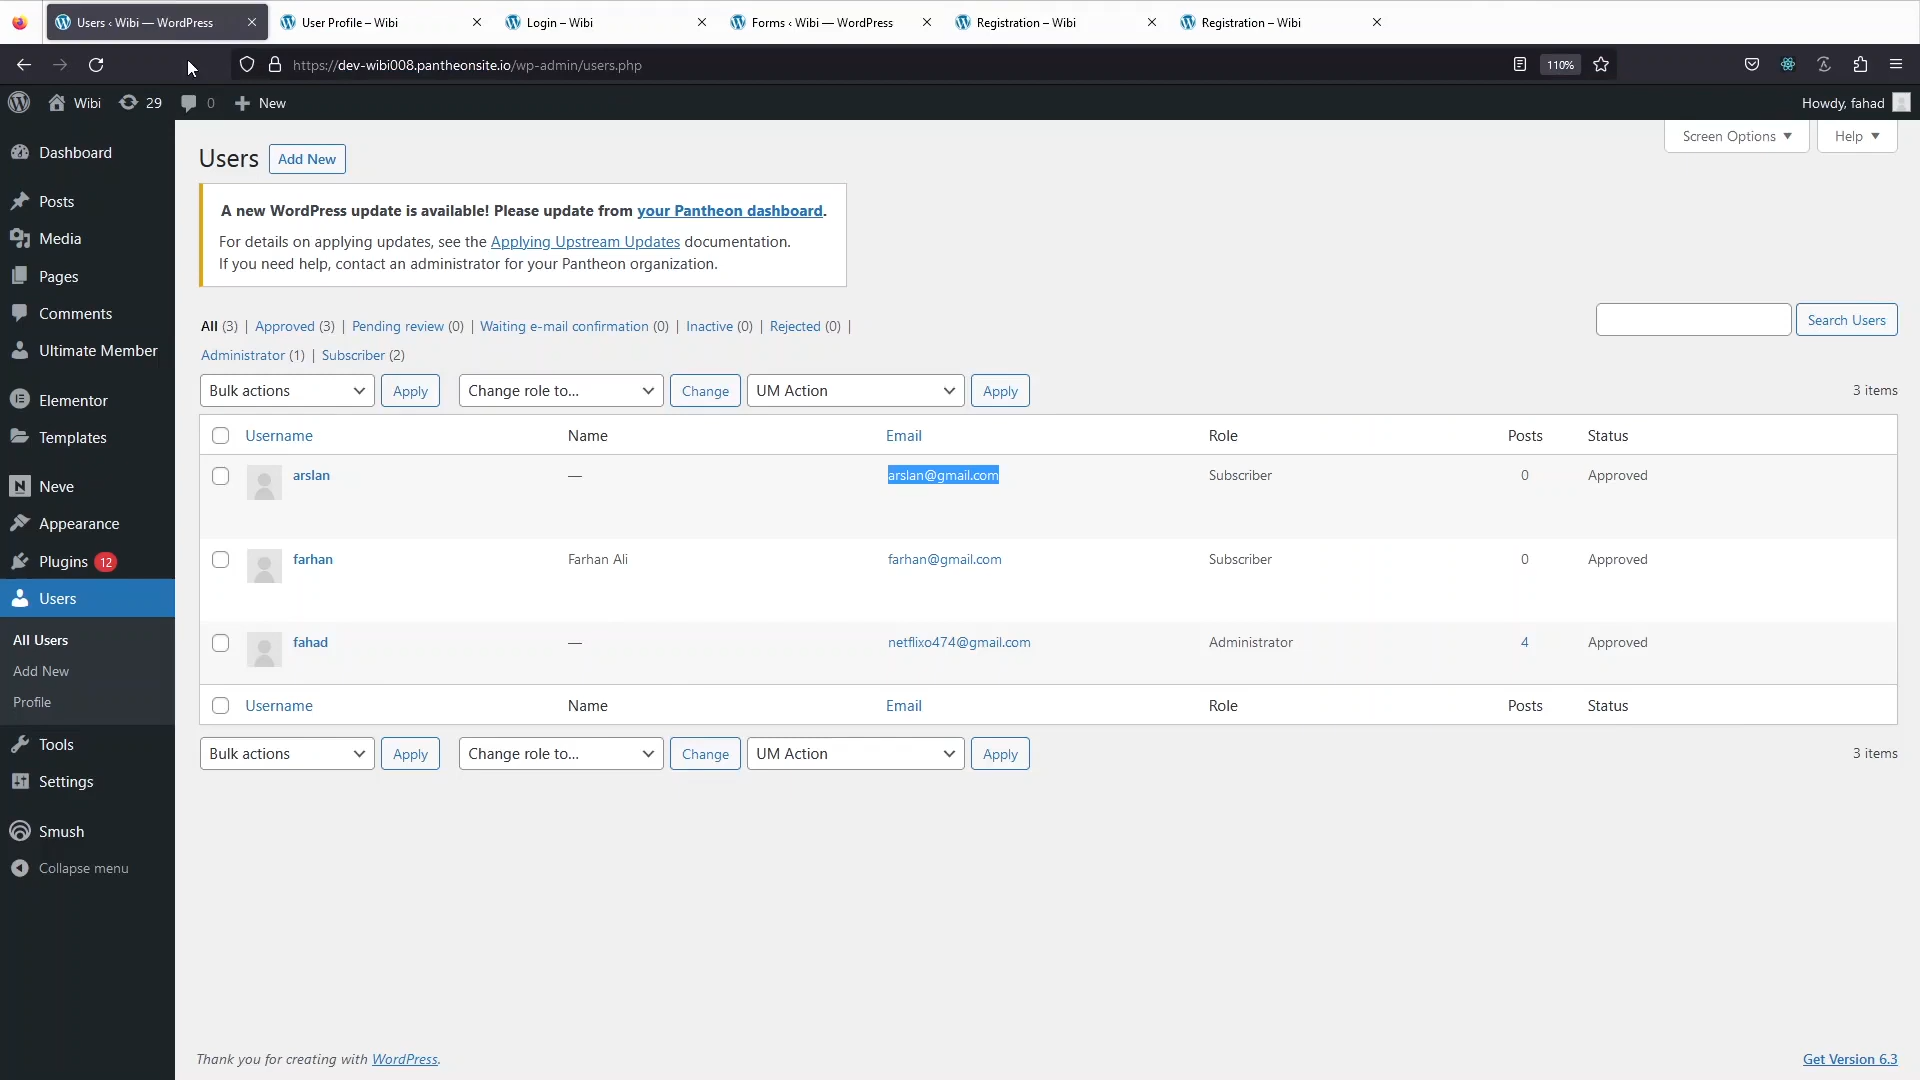 Users ‹ Wibi — WordPress
User Profile – Wibi
Login – Wibi
Forms ‹ Wibi — WordPress
Registration – Wibi
Registration – Wibi
https://dev-wibi008.pantheonsite.io/wp-admin/users.php
110%
Wibi
29
0
New
Howdy, fahad
Dashboard
Posts
Media
Pages
Comments
Ultimate Member
Elementor
Templates
Neve
Appearance
Plugins 12
Users
All Users
Add New
Profile
Tools
Settings
Smush
Collapse menu
Screen Options
Help
Users
Add New
A new WordPress update is available! Please update from your Pantheon dashboard.
For details on applying updates, see the Applying Upstream Updates documentation.
If you need help, contact an administrator for your Pantheon organization.
All (3) | Approved (3) | Pending review (0) | Waiting e-mail confirmation (0) | Inactive (0) | Rejected (0) |
Administrator (1) | Subscriber (2)
Search Users
Bulk actions Apply Change role to... Change UM Action Apply 3 items
Username Name Email Role Posts Status
arslan — arslan@gmail.com Subscriber 0 Approved
farhan Farhan Ali farhan@gmail.com Subscriber 0 Approved
fahad — netflixo474@gmail.com Administrator 4 Approved
Username Name Email Role Posts Status
Bulk actions Apply Change role to... Change UM Action Apply 3 items
Thank you for creating with WordPress.
Get Version 6.3